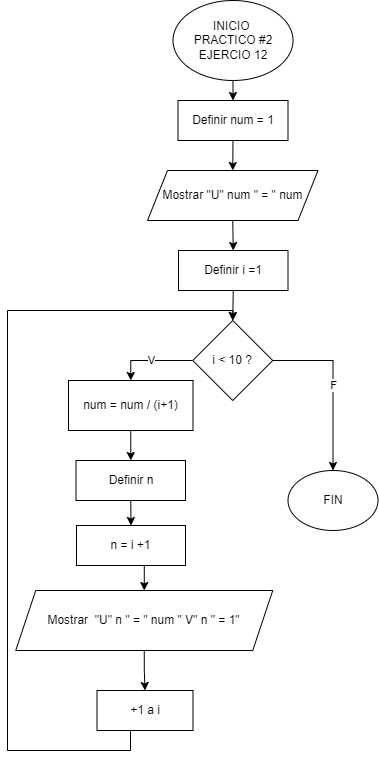 INICIO
PRACTICO #2
EJERCIO 12
Definir num = 1
Mostrar "U" num " = " num
Definir i =1
i < 10 ?
V
F
num = num / (i+1)
Definir n
FIN
n = i +1
Mostrar "U" n " = " num " V" n " = 1"
+1 a i